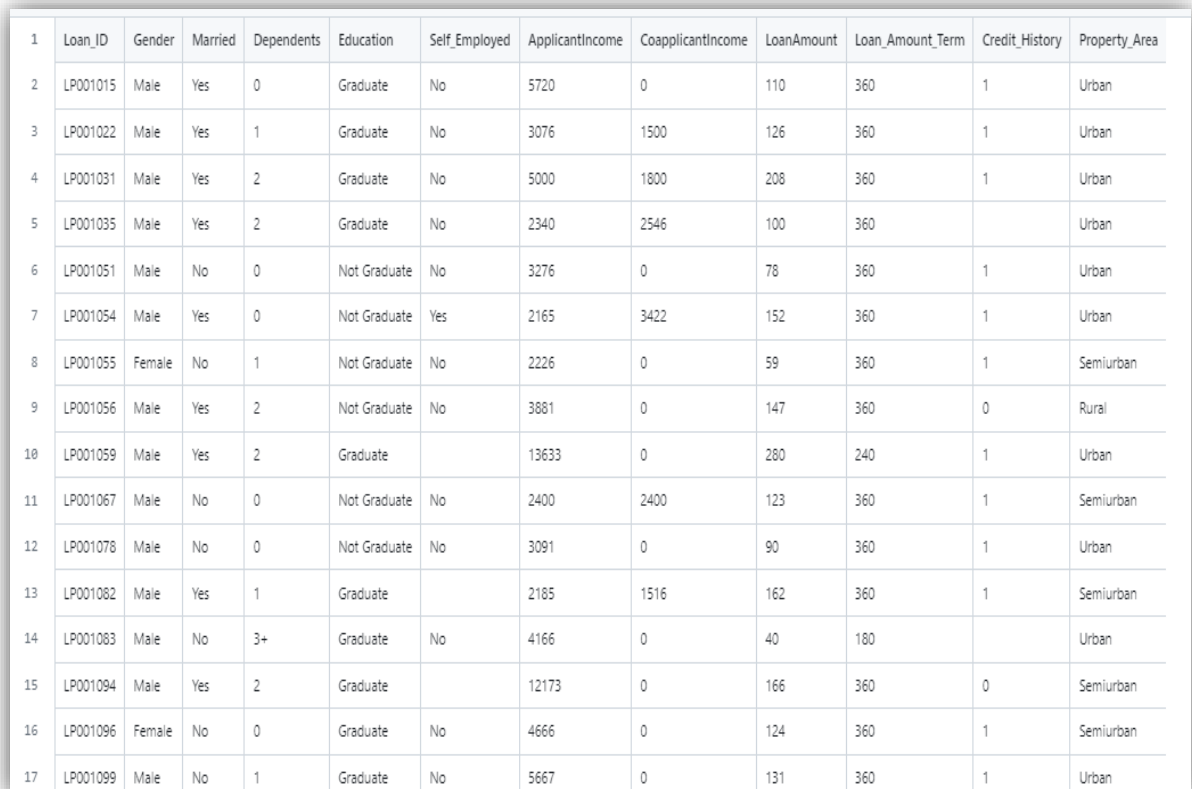 1 Loan_ID Gender Married Dependents Education Self_Employed ApplicantIncome CoapplicantIncome LoanAmount Loan_Amount_Term Credit_History Property_Area
2 LP001015 Male Yes 0 Graduate No 5720 0 110 360 1 Urban
3 LP001022 Male Yes 1 Graduate No 3076 1500 126 360 1 Urban
4 LP001031 Male Yes 2 Graduate No 5000 1800 208 360 1 Urban
5 LP001035 Male Yes 2 Graduate No 2340 2546 100 360 Urban
6 LP001051 Male No 0 Not Graduate No 3276 0 78 360 1 Urban
7 LP001054 Male Yes 0 Not Graduate Yes 2165 3422 152 360 1 Urban
8 LP001055 Female No 1 Not Graduate No 2226 0 59 360 1 Semiurban
9 LP001056 Male Yes 2 Not Graduate No 3881 0 147 360 0 Rural
10 LP001059 Male Yes 2 Graduate 13633 0 280 240 1 Urban
11 LP001067 Male No 0 Not Graduate No 2400 2400 123 360 1 Semiurban
12 LP001078 Male No 0 Not Graduate No 3091 0 90 360 1 Urban
13 LP001082 Male Yes 1 Graduate 2185 1516 162 360 1 Semiurban
14 LP001083 Male No 3+ Graduate No 4166 0 40 180 Urban
15 LP001094 Male Yes 2 Graduate 12173 0 166 360 0 Semiurban
16 LP001096 Female No 0 Graduate No 4666 0 124 360 1 Semiurban
17 LP001099 Male No 1 Graduate No 5667 0 131 360 1 Urban